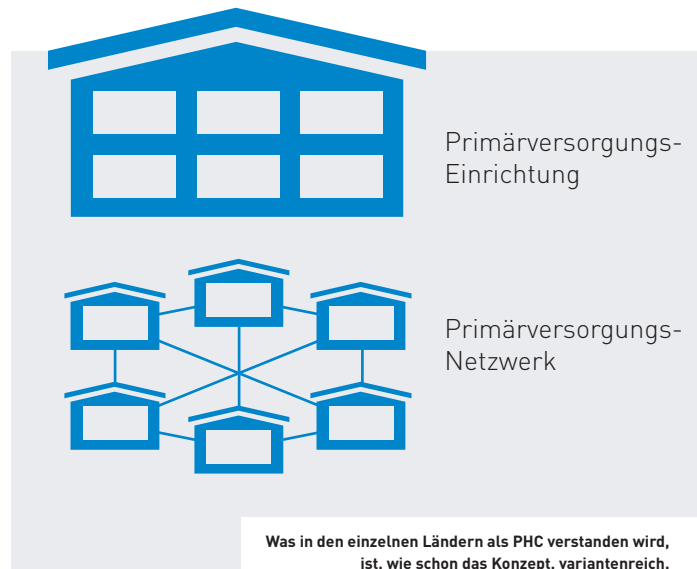 Primärversorgungs-
Einrichtung
Primärversorgungs-
Netzwerk
Was in den einzelnen Ländern als PHC verstanden wird,
ist, wie schon das Konzept, variantenreich.